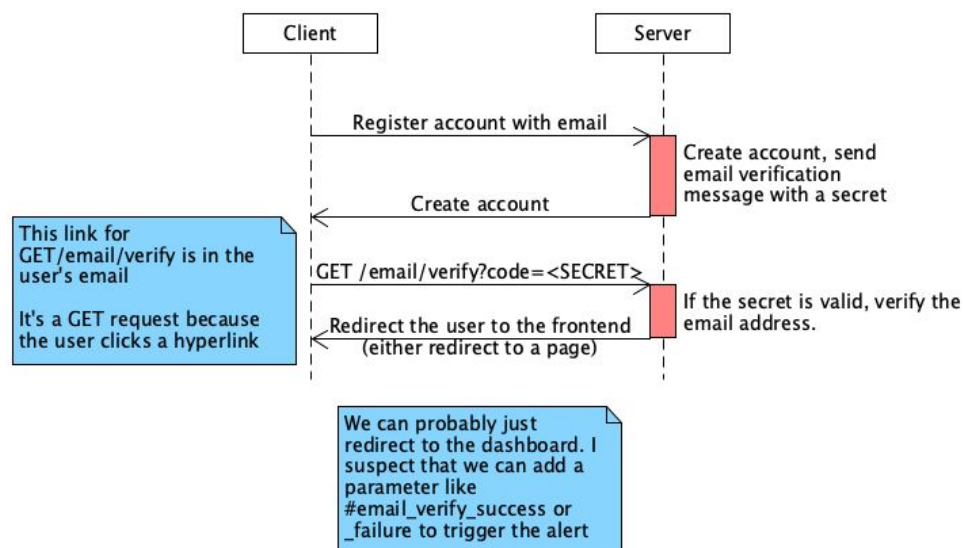 Client
Server
Register account with email
Create account, send
email verification
message with a secret
Create account
This link for
GET/email/verify is in the
user's email
It's a GET request because
the user clicks a hyperlink
GET /email/verify?code=<SECRET>
If the secret is valid, verify the
email address.
Redirect the user to the frontend
(either redirect to a page)
We can probably just
redirect to the dashboard. I
suspect that we can add a
parameter like
#email_verify_success or
_failure to trigger the alert